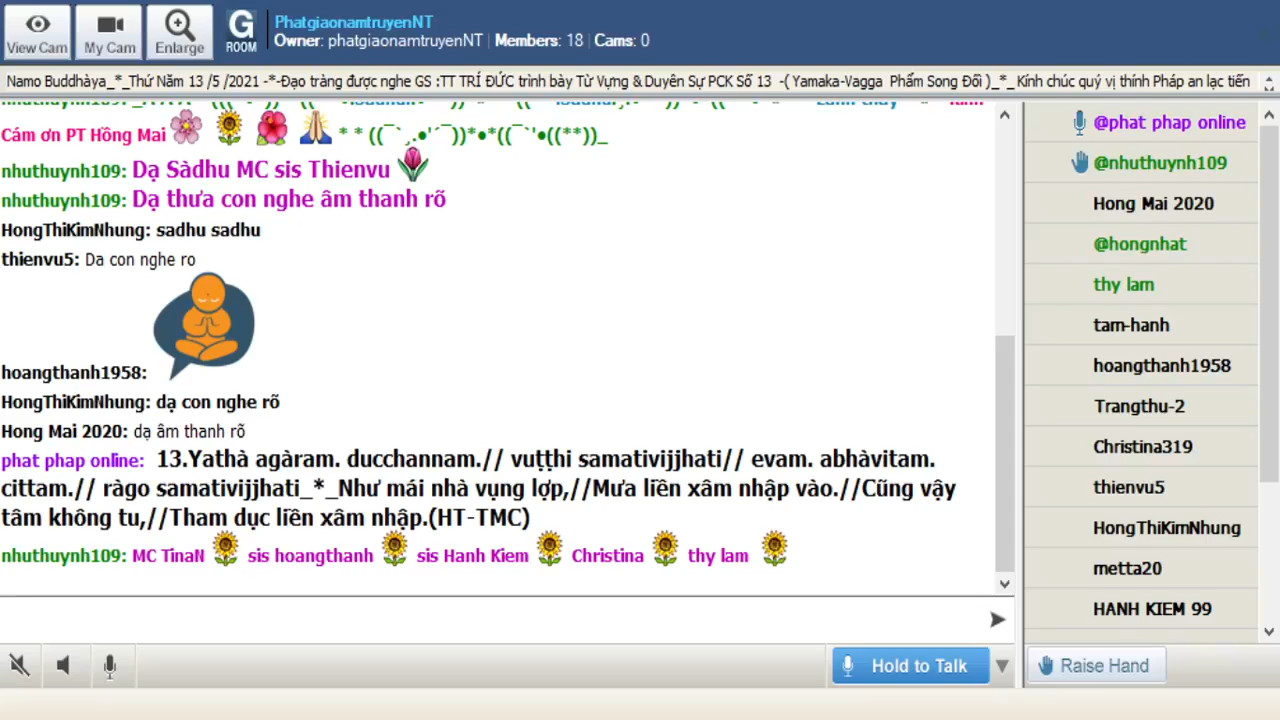 View Cam
My Cam
Enlarge
G
ROOM
PhatgiaonamtruyenNT
Owner: phatgiaonamtruyenNT | Members: 18 | Cams: 0
Namo Buddhàya_*_Thứ Năm 13 /5 /2021 -*-Đạo tràng được nghe GS :TT TRÍ ĐỨC trình bày Từ Vựng & Duyên Sự PCK Số 13 -( Yamaka-Vagga Phẩm Song Đối )_*_ Kính chúc quý vị thính Pháp an lạc tiến
Cám ơn PT Hồng Mai * * ((¯`¸.•'´¯))*•*((¯`'•((**))_
nhuthuynh109: Dạ Sàdhu MC sis Thienvu
nhuthuynh109: Dạ thưa con nghe âm thanh rõ
HongThiKimNhung: sadhu sadhu
thienvu5: Da con nghe ro
hoangthanh1958:
HongThiKimNhung: dạ con nghe rõ
Hong Mai 2020: dạ âm thanh rõ
phat phap online: 13.Yathà agàram. ducchannam.// vuṭṭhi samativijjhati// evam. abhàvitam.
cittam.// ràgo samativijjhati_*_Như mái nhà vụng lợp,//Mưa liền xâm nhập vào.//Cũng vậy
tâm không tu,//Tham dục liền xâm nhập.(HT-TMC)
nhuthuynh109: MC TinaN sis hoangthanh sis Hanh Kiem Christina thy lam
@phat phap online
@nhuthuynh109
Hong Mai 2020
@hongnhat
thy lam
tam-hanh
hoangthanh1958
Trangthu-2
Christina319
thienvu5
HongThiKimNhung
metta20
HANH KIEM 99
Hold to Talk
Raise Hand